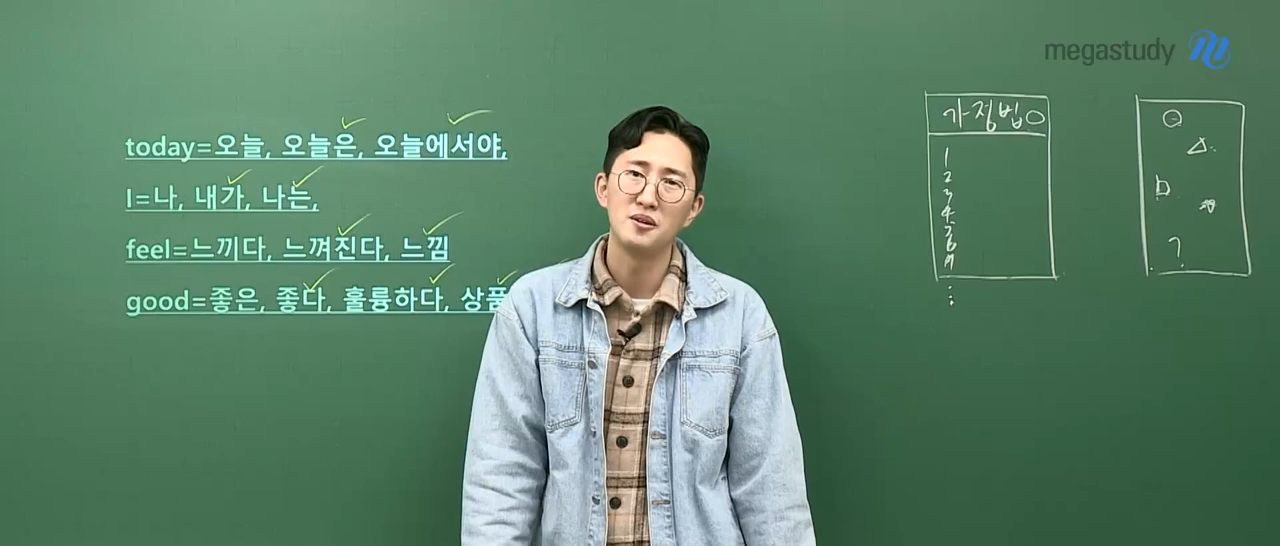 megastudy
today=오늘, 오늘은, 오늘에서야,
I=나, 내가, 나는,
feel=느끼다, 느껴진다, 느낌
good=좋은, 좋다, 훌륭하다, 상품
가정법
1
2
3
4
5
6
7
?